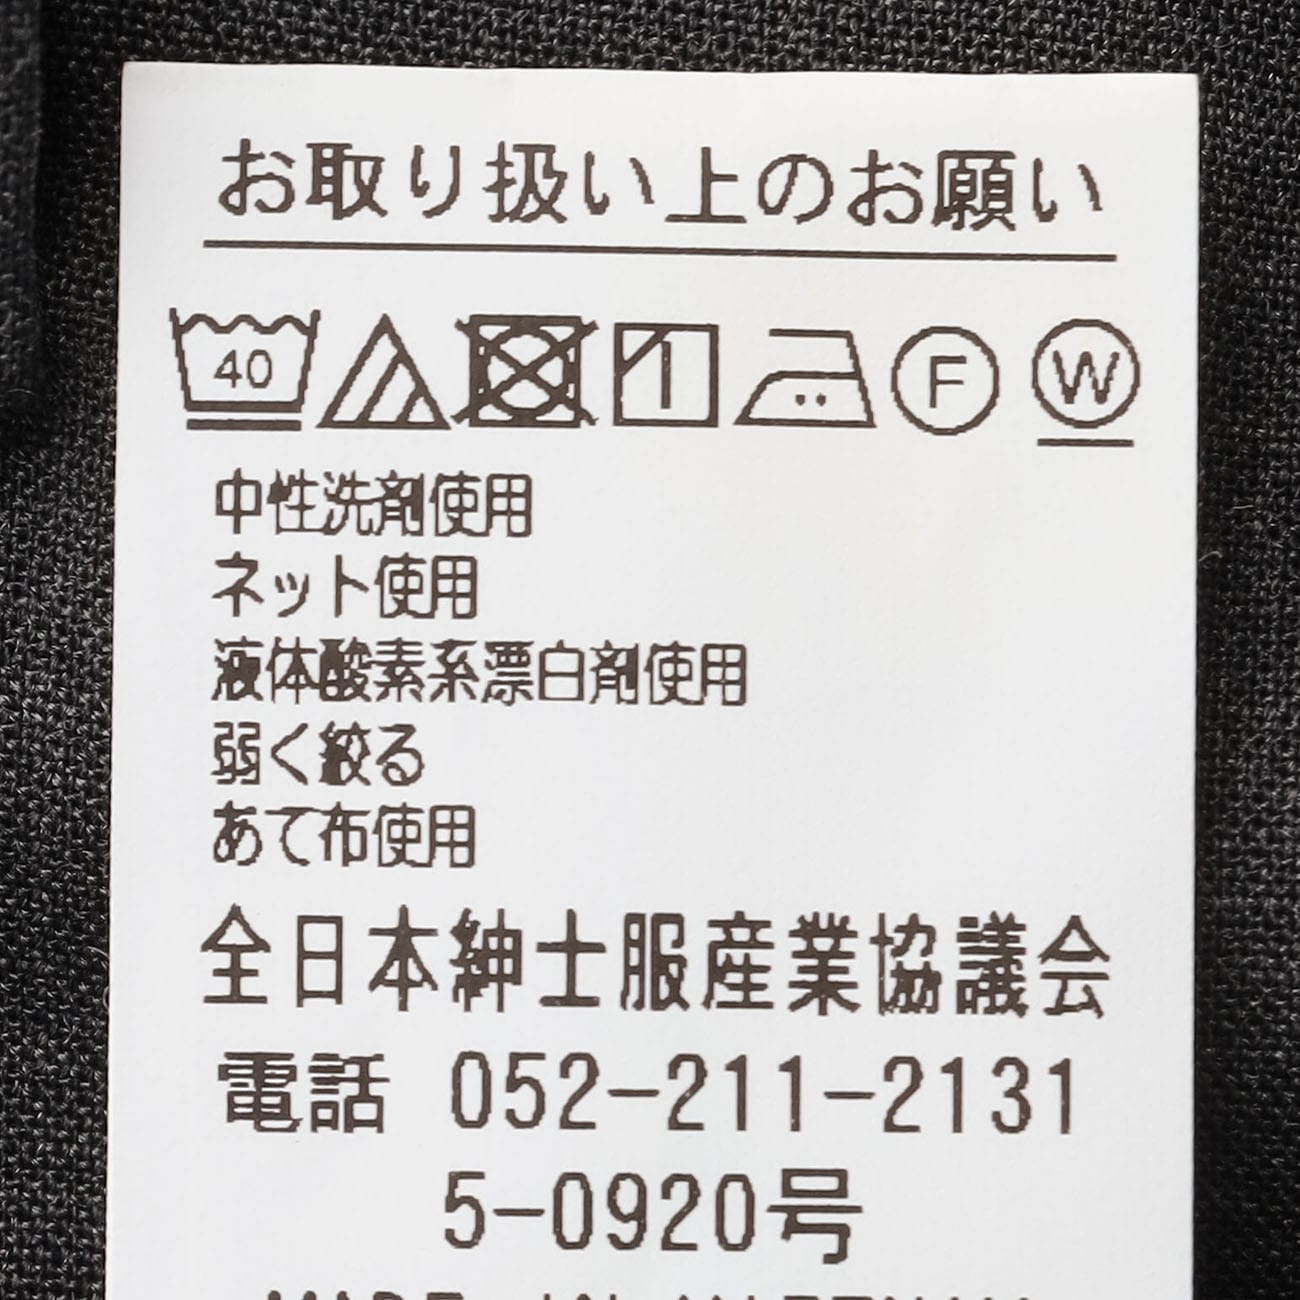 お取り扱い上のお願い
40 F W
中性洗剤使用
ネット使用
液体酸素系漂白剤使用
弱く絞る
あて布使用
全日本紳士服産業協議会
電話 052-211-2131
5-0920号
MADE IN